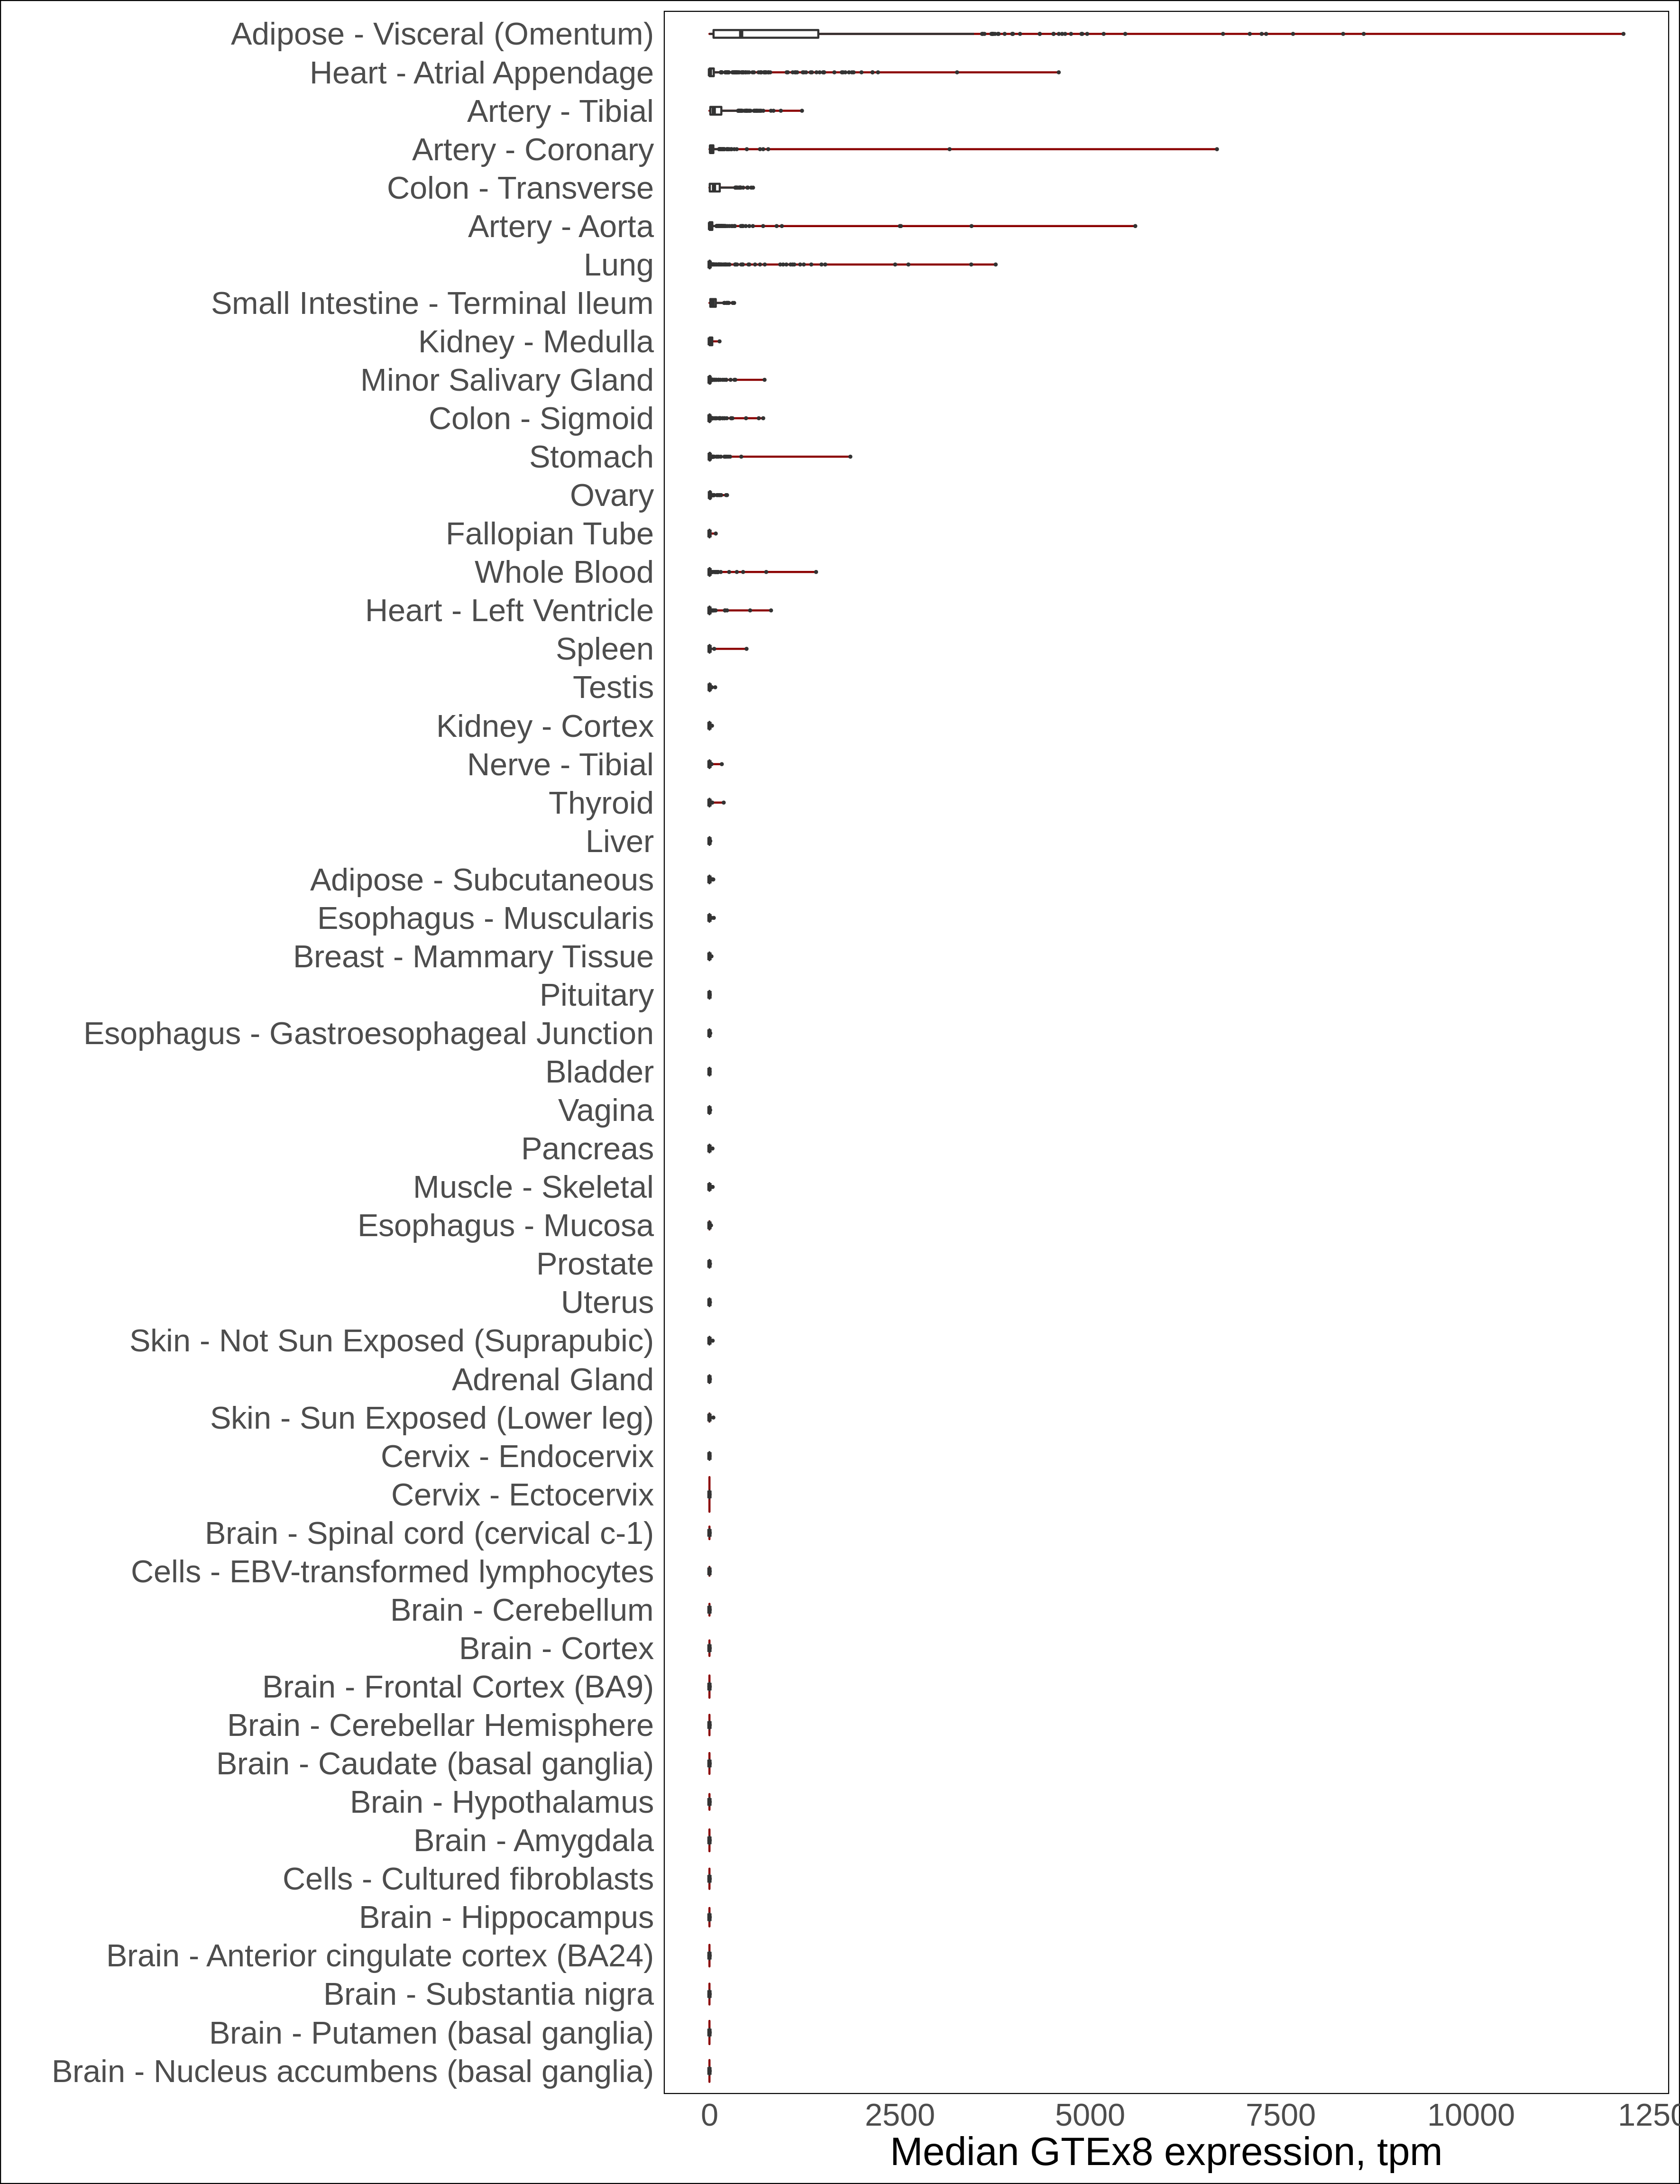 Adipose - Visceral (Omentum)
Heart - Atrial Appendage
Artery - Tibial
Artery - Coronary
Colon - Transverse
Artery - Aorta
Lung
Small Intestine - Terminal Ileum
Kidney - Medulla
Minor Salivary Gland
Colon - Sigmoid
Stomach
Ovary
Fallopian Tube
Whole Blood
Heart - Left Ventricle
Spleen
Testis
Kidney - Cortex
Nerve - Tibial
Thyroid
Liver
Adipose - Subcutaneous
Esophagus - Muscularis
Breast - Mammary Tissue
Pituitary
Esophagus - Gastroesophageal Junction
Bladder
Vagina
Pancreas
Muscle - Skeletal
Esophagus - Mucosa
Prostate
Uterus
Skin - Not Sun Exposed (Suprapubic)
Adrenal Gland
Skin - Sun Exposed (Lower leg)
Cervix - Endocervix
Cervix - Ectocervix
Brain - Spinal cord (cervical c-1)
Cells - EBV-transformed lymphocytes
Brain - Cerebellum
Brain - Cortex
Brain - Frontal Cortex (BA9)
Brain - Cerebellar Hemisphere
Brain - Caudate (basal ganglia)
Brain - Hypothalamus
Brain - Amygdala
Cells - Cultured fibroblasts
Brain - Hippocampus
Brain - Anterior cingulate cortex (BA24)
Brain - Substantia nigra
Brain - Putamen (basal ganglia)
Brain - Nucleus accumbens (basal ganglia)
0 2500 5000 7500 10000 1250
Median GTEx8 expression, tpm